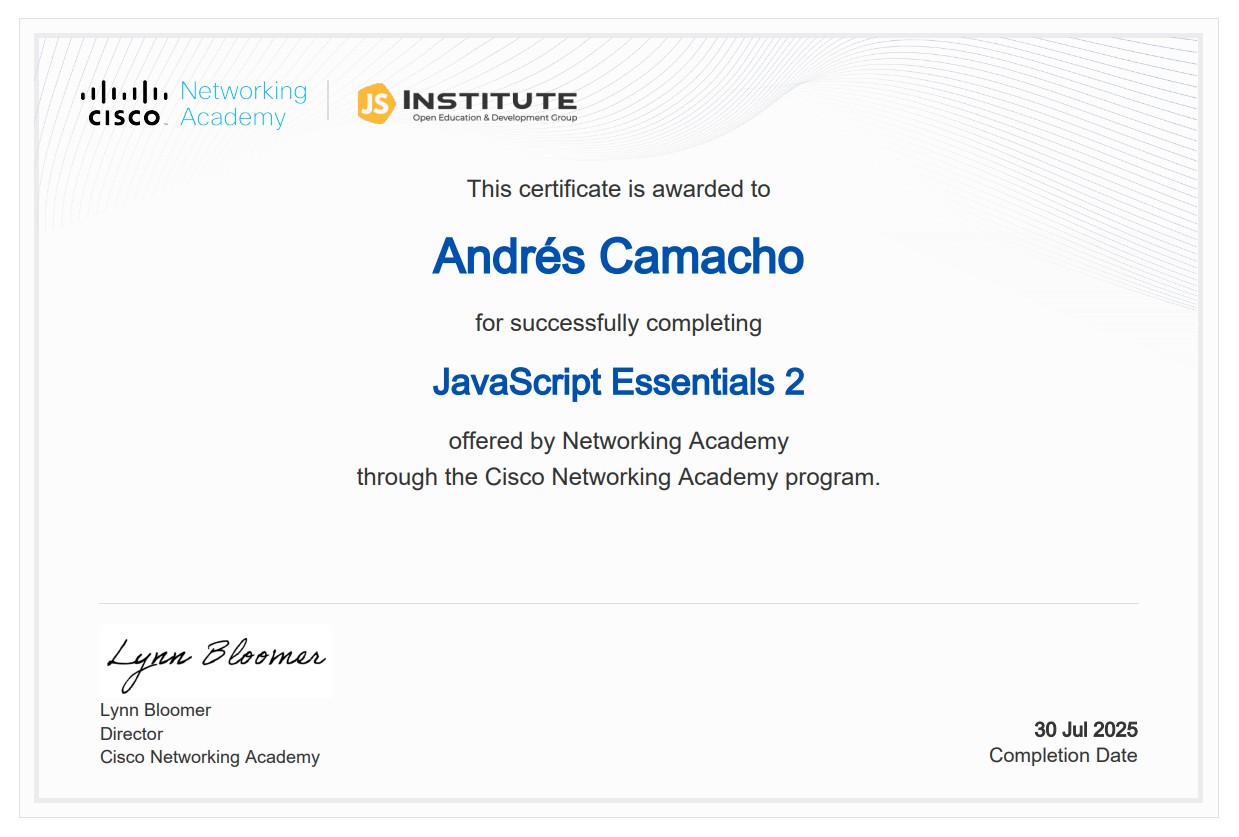 CISCO Networking Academy
JS INSTITUTE
Open Education & Development Group
This certificate is awarded to
Andrés Camacho
for successfully completing
JavaScript Essentials 2
offered by Networking Academy
through the Cisco Networking Academy program.
Lynn Bloomer
Lynn Bloomer
Director
Cisco Networking Academy
30 Jul 2025
Completion Date